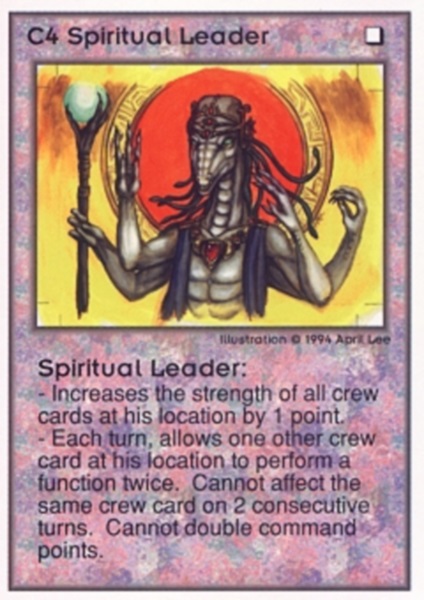 C4 Spiritual Leader
Illustration © 1994 April Lee
Spiritual Leader:
- Increases the strength of all crew
cards at his location by 1 point.
- Each turn, allows one other crew
card at his location to perform a
function twice. Cannot affect the
same crew card on 2 consecutive
turns. Cannot double command
points.